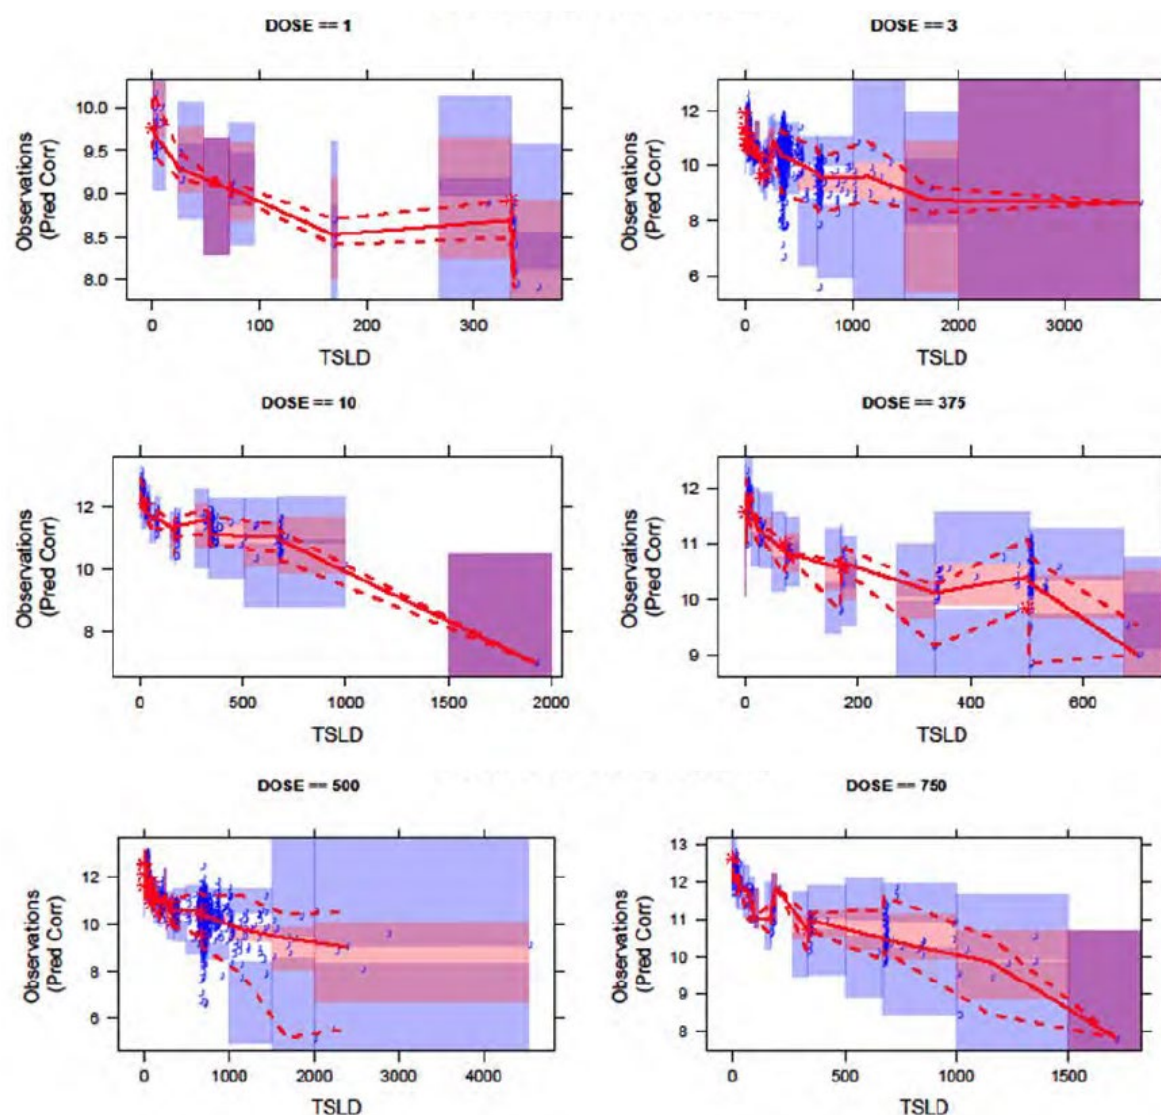 DOSE == 1
Observations
(Pred Corr)
10.0
9.5
9.0
8.5
8.0
0 100 200 300
TSLD
DOSE == 3
Observations
(Pred Corr)
12
10
8
6
0 1000 2000 3000
TSLD
DOSE == 10
Observations
(Pred Corr)
12
10
8
0 500 1000 1500 2000
TSLD
DOSE == 375
Observations
(Pred Corr)
12
11
10
9
0 200 400 600
TSLD
DOSE == 500
Observations
(Pred Corr)
12
10
8
6
0 1000 2000 3000 4000
TSLD
DOSE == 750
Observations
(Pred Corr)
13
12
11
10
9
8
0 500 1000 1500
TSLD